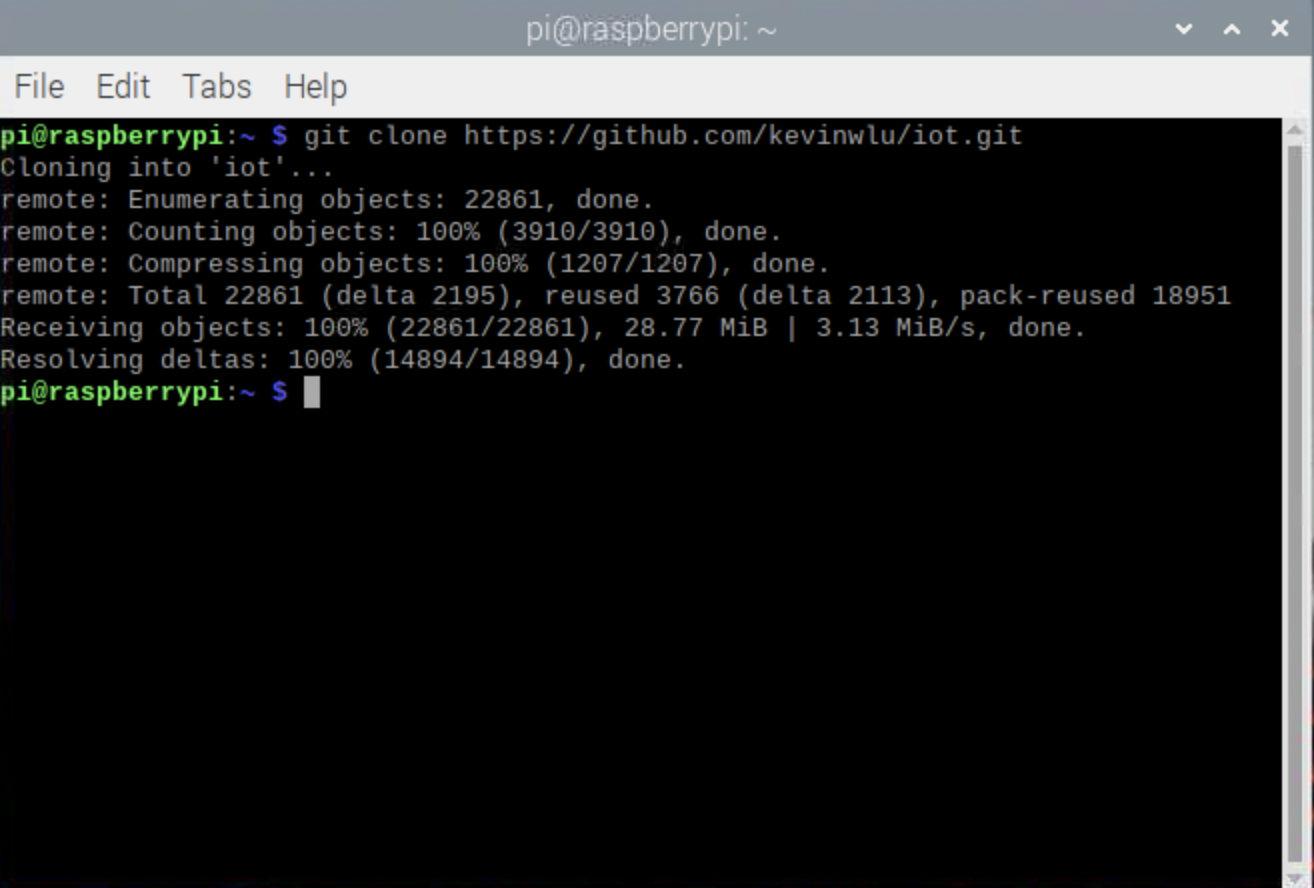 pi@raspberrypi: ~
File Edit Tabs Help
pi@raspberrypi:~ $ git clone https://github.com/kevinwlu/iot.git
Cloning into 'iot'...
remote: Enumerating objects: 22861, done.
remote: Counting objects: 100% (3910/3910), done.
remote: Compressing objects: 100% (1207/1207), done.
remote: Total 22861 (delta 2195), reused 3766 (delta 2113), pack-reused 18951
Receiving objects: 100% (22861/22861), 28.77 MiB | 3.13 MiB/s, done.
Resolving deltas: 100% (14894/14894), done.
pi@raspberrypi:~ $